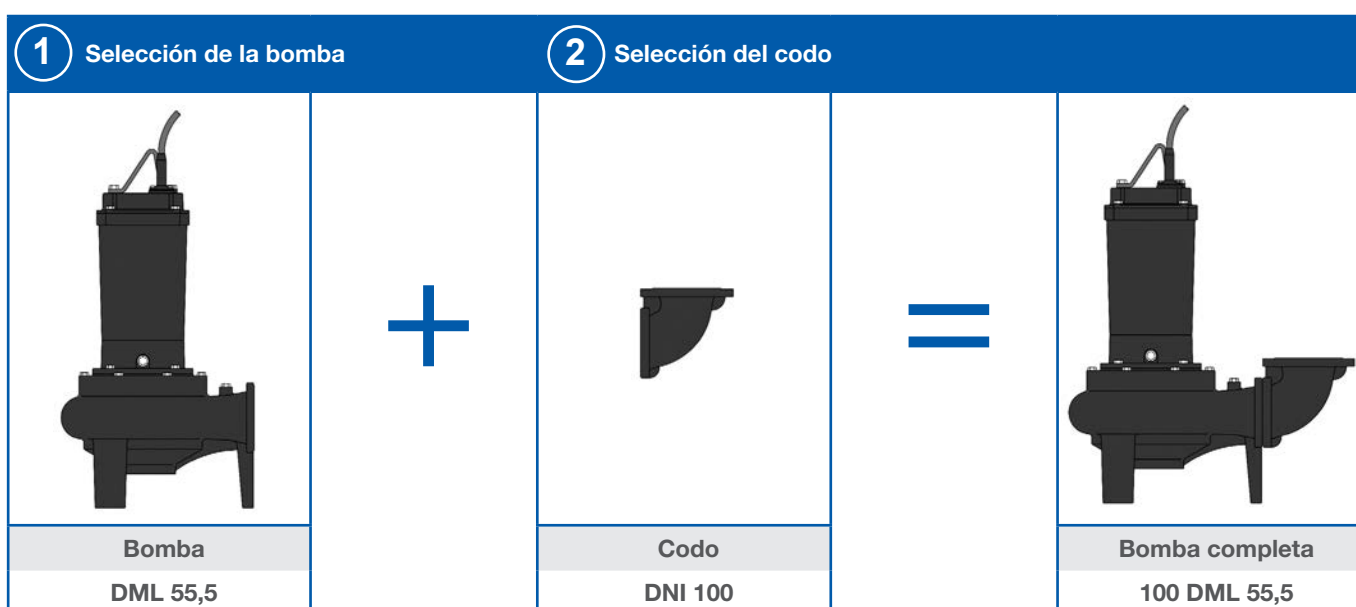 1 Selección de la bomba
2 Selección del codo
Bomba
Codo
Bomba completa
DML 55,5
DNI 100
100 DML 55,5